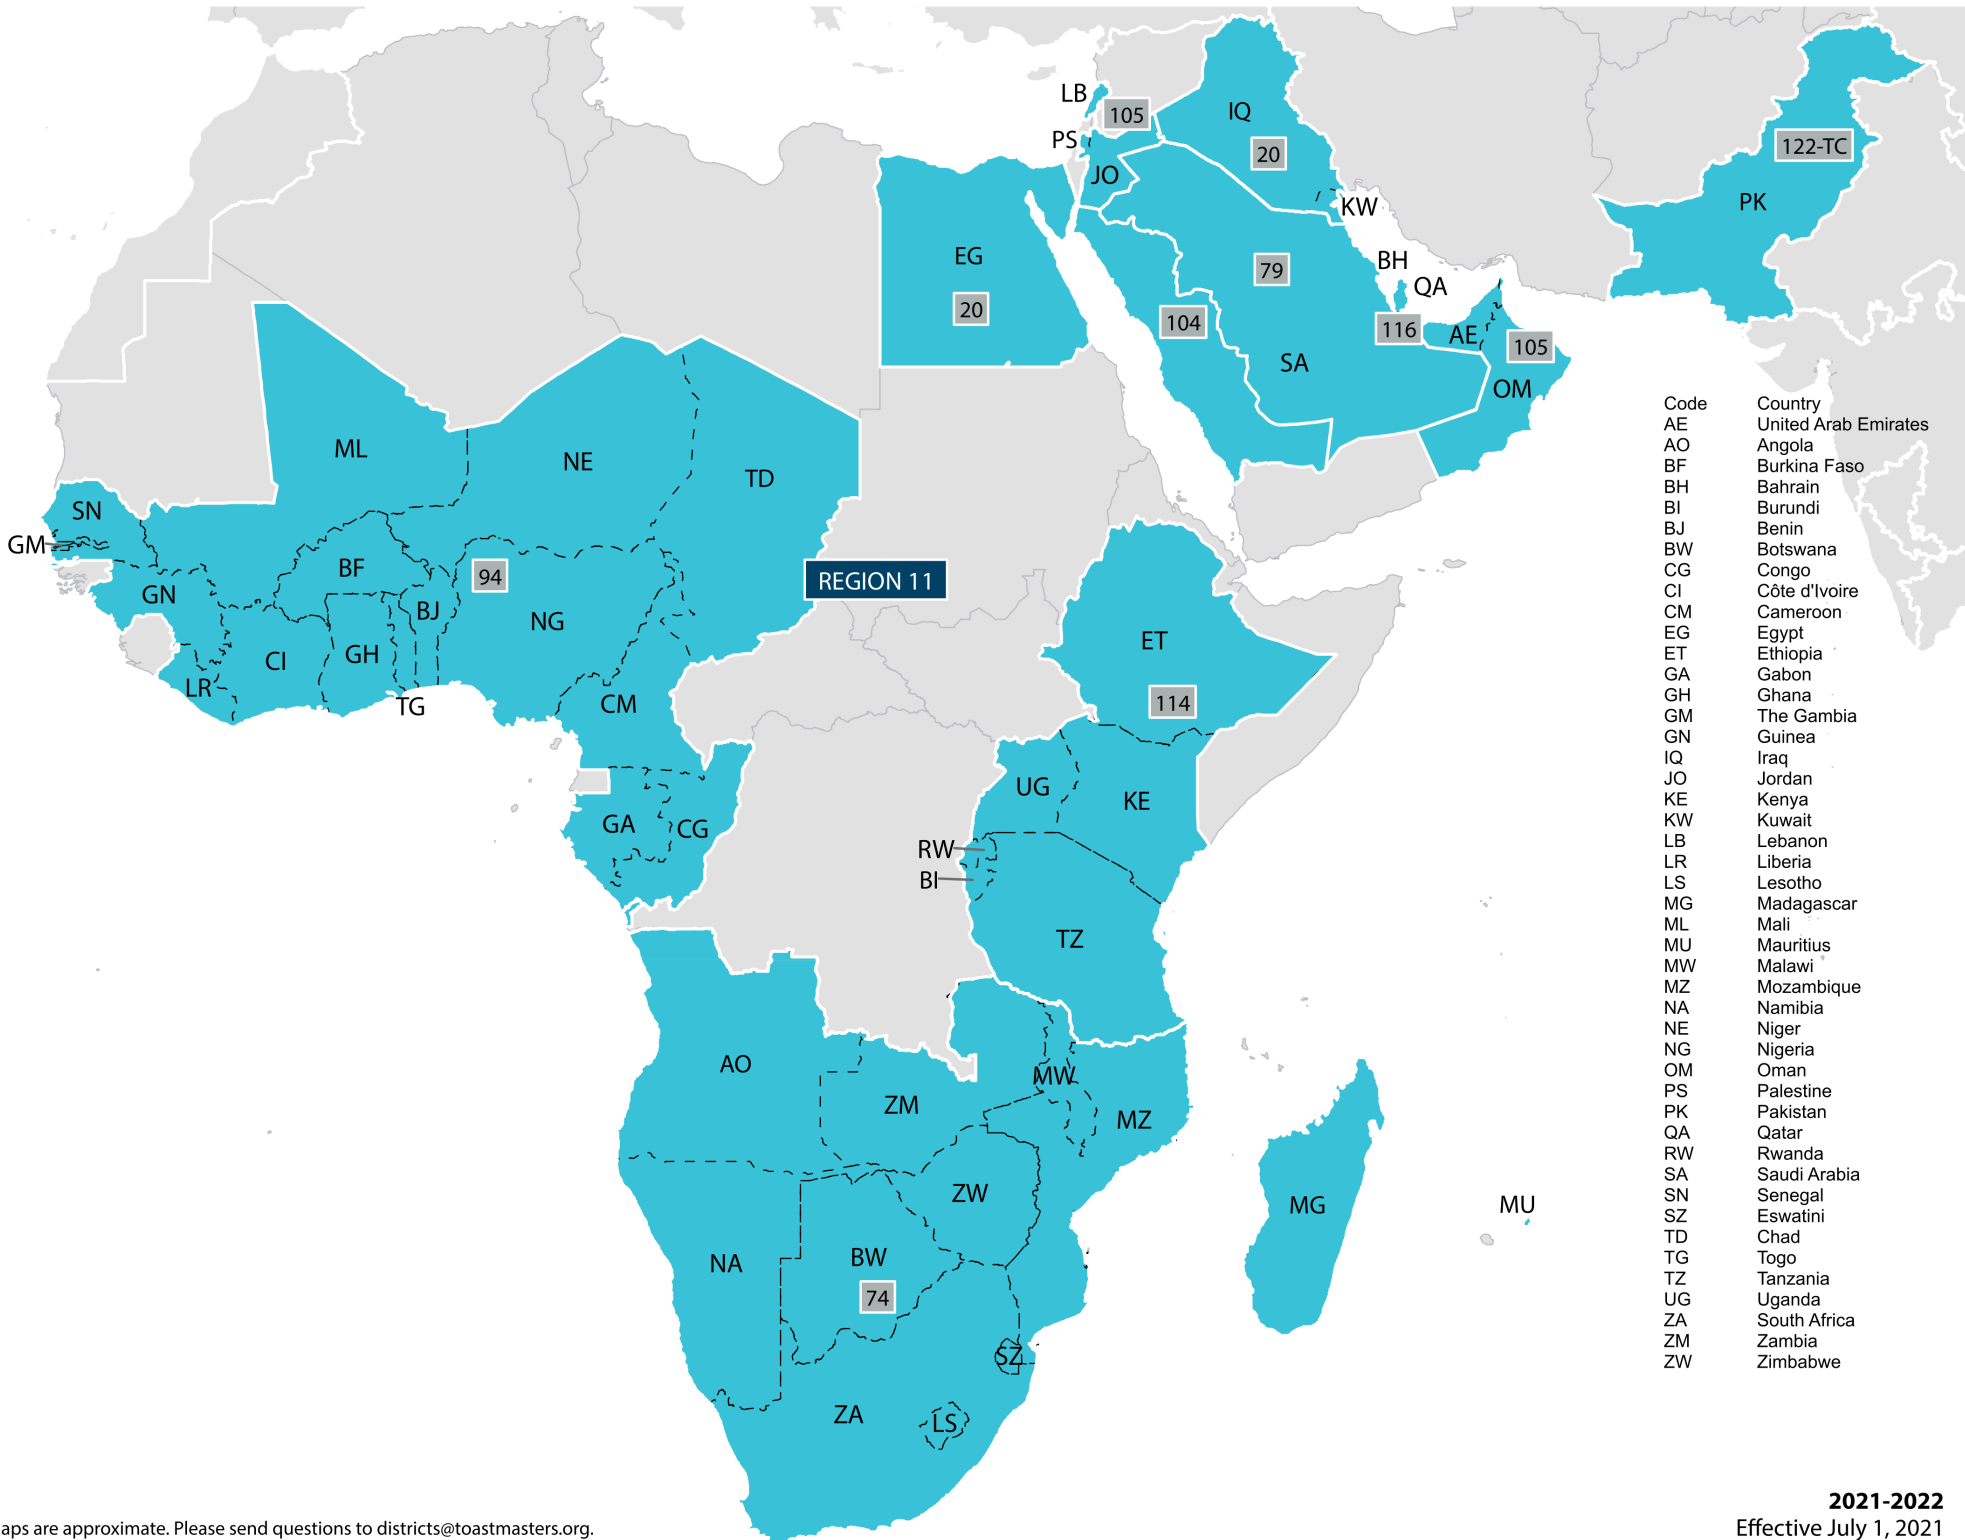 LB
105
IQ
PS
20
JO
122-TC
PK
KW
EG
20
79
BH
QA
104
116
AE
105
SA
OM
ML
NE
TD
SN
GM
BF
94
REGION 11
GN
BJ
NG
ET
CI
GH
LR
TG
CM
114
UG
KE
GA
CG
RW
BI
TZ
AO
MW
ZM
MZ
ZW
MG
MU
NA
BW
74
SZ
ZA
LS
Code Country
AE United Arab Emirates
AO Angola
BF Burkina Faso
BH Bahrain
BI Burundi
BJ Benin
BW Botswana
CG Congo
CI Côte d'Ivoire
CM Cameroon
EG Egypt
ET Ethiopia
GA Gabon
GH Ghana
GM The Gambia
GN Guinea
IQ Iraq
JO Jordan
KE Kenya
KW Kuwait
LB Lebanon
LR Liberia
LS Lesotho
MG Madagascar
ML Mali
MU Mauritius
MW Malawi
MZ Mozambique
NA Namibia
NE Niger
NG Nigeria
OM Oman
PS Palestine
PK Pakistan
QA Qatar
RW Rwanda
SA Saudi Arabia
SN Senegal
SZ Eswatini
TD Chad
TG Togo
TZ Tanzania
UG Uganda
ZA South Africa
ZM Zambia
ZW Zimbabwe
2021-2022
Effective July 1, 2021
aps are approximate. Please send questions to districts@toastmasters.org.